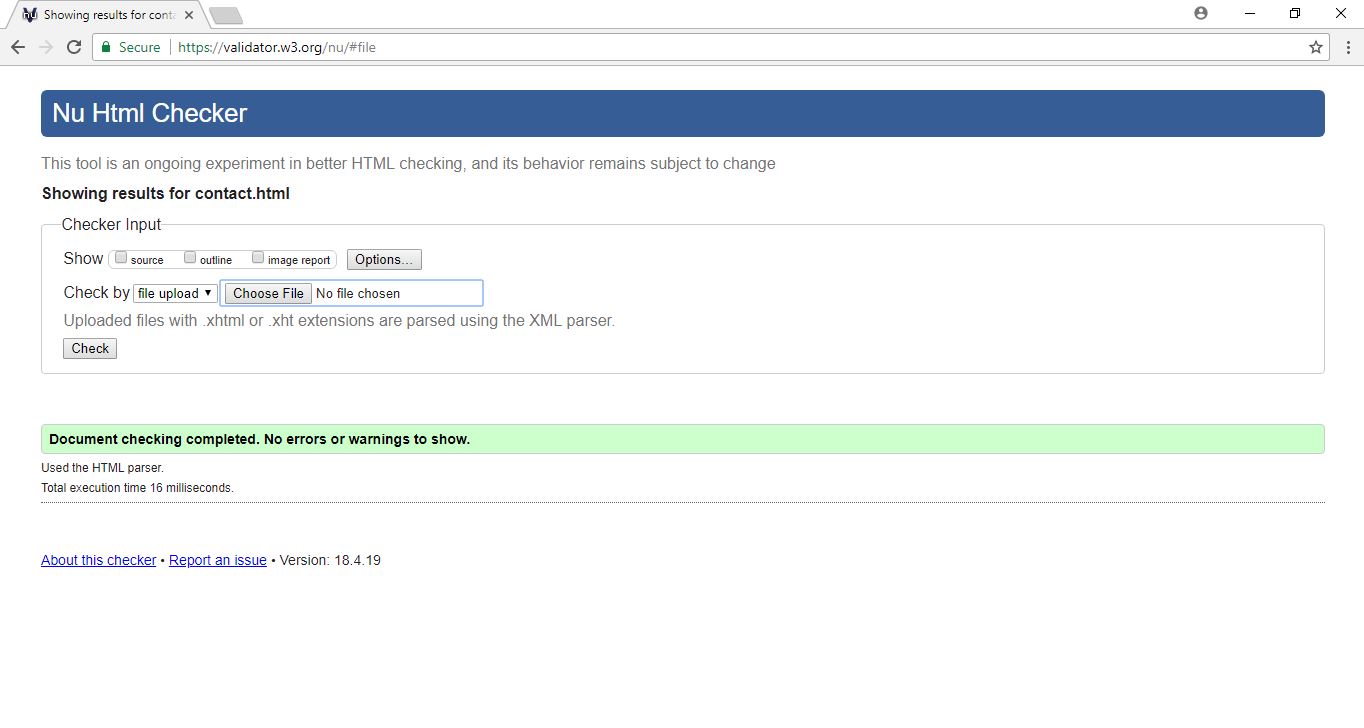 Showing results for conta
Secure https://validator.w3.org/nu/#file
Nu Html Checker
This tool is an ongoing experiment in better HTML checking, and its behavior remains subject to change
Showing results for contact.html
Checker Input
Show source outline image report Options...
Check by file upload Choose File No file chosen
Uploaded files with .xhtml or .xht extensions are parsed using the XML parser.
Check
Document checking completed. No errors or warnings to show.
Used the HTML parser.
Total execution time 16 milliseconds.
About this checker • Report an issue • Version: 18.4.19